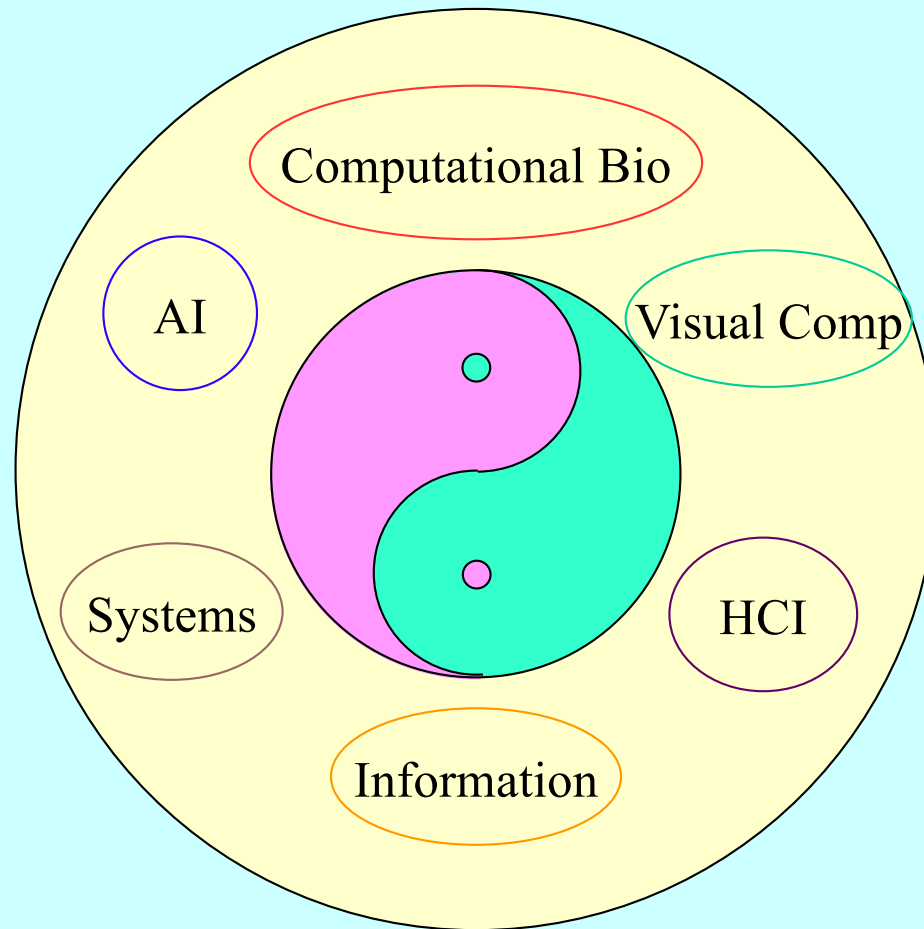 Computational Bio
AI
Visual Comp
Systems
HCI
Information